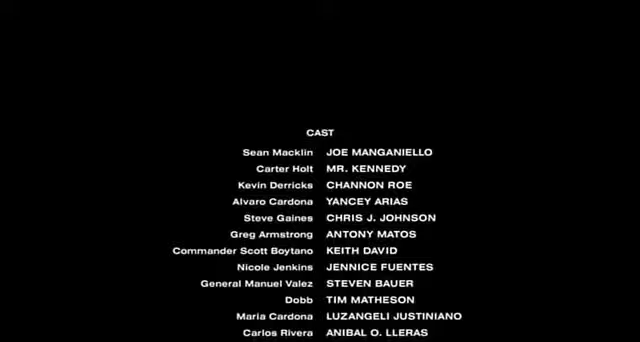 CAST
Sean Macklin JOE MANGANIELLO
Carter Holt MR. KENNEDY
Kevin Derricks CHANNON ROE
Alvaro Cardona YANCEY ARIAS
Steve Gaines CHRIS J. JOHNSON
Greg Armstrong ANTONY MATOS
Commander Scott Boytano KEITH DAVID
Nicole Jenkins JENNICE FUENTES
General Manuel Valez STEVEN BAUER
Dobb TIM MATHESON
Maria Cardona LUZANGELI JUSTINIANO
Carlos Rivera ANIBAL O. LLERAS